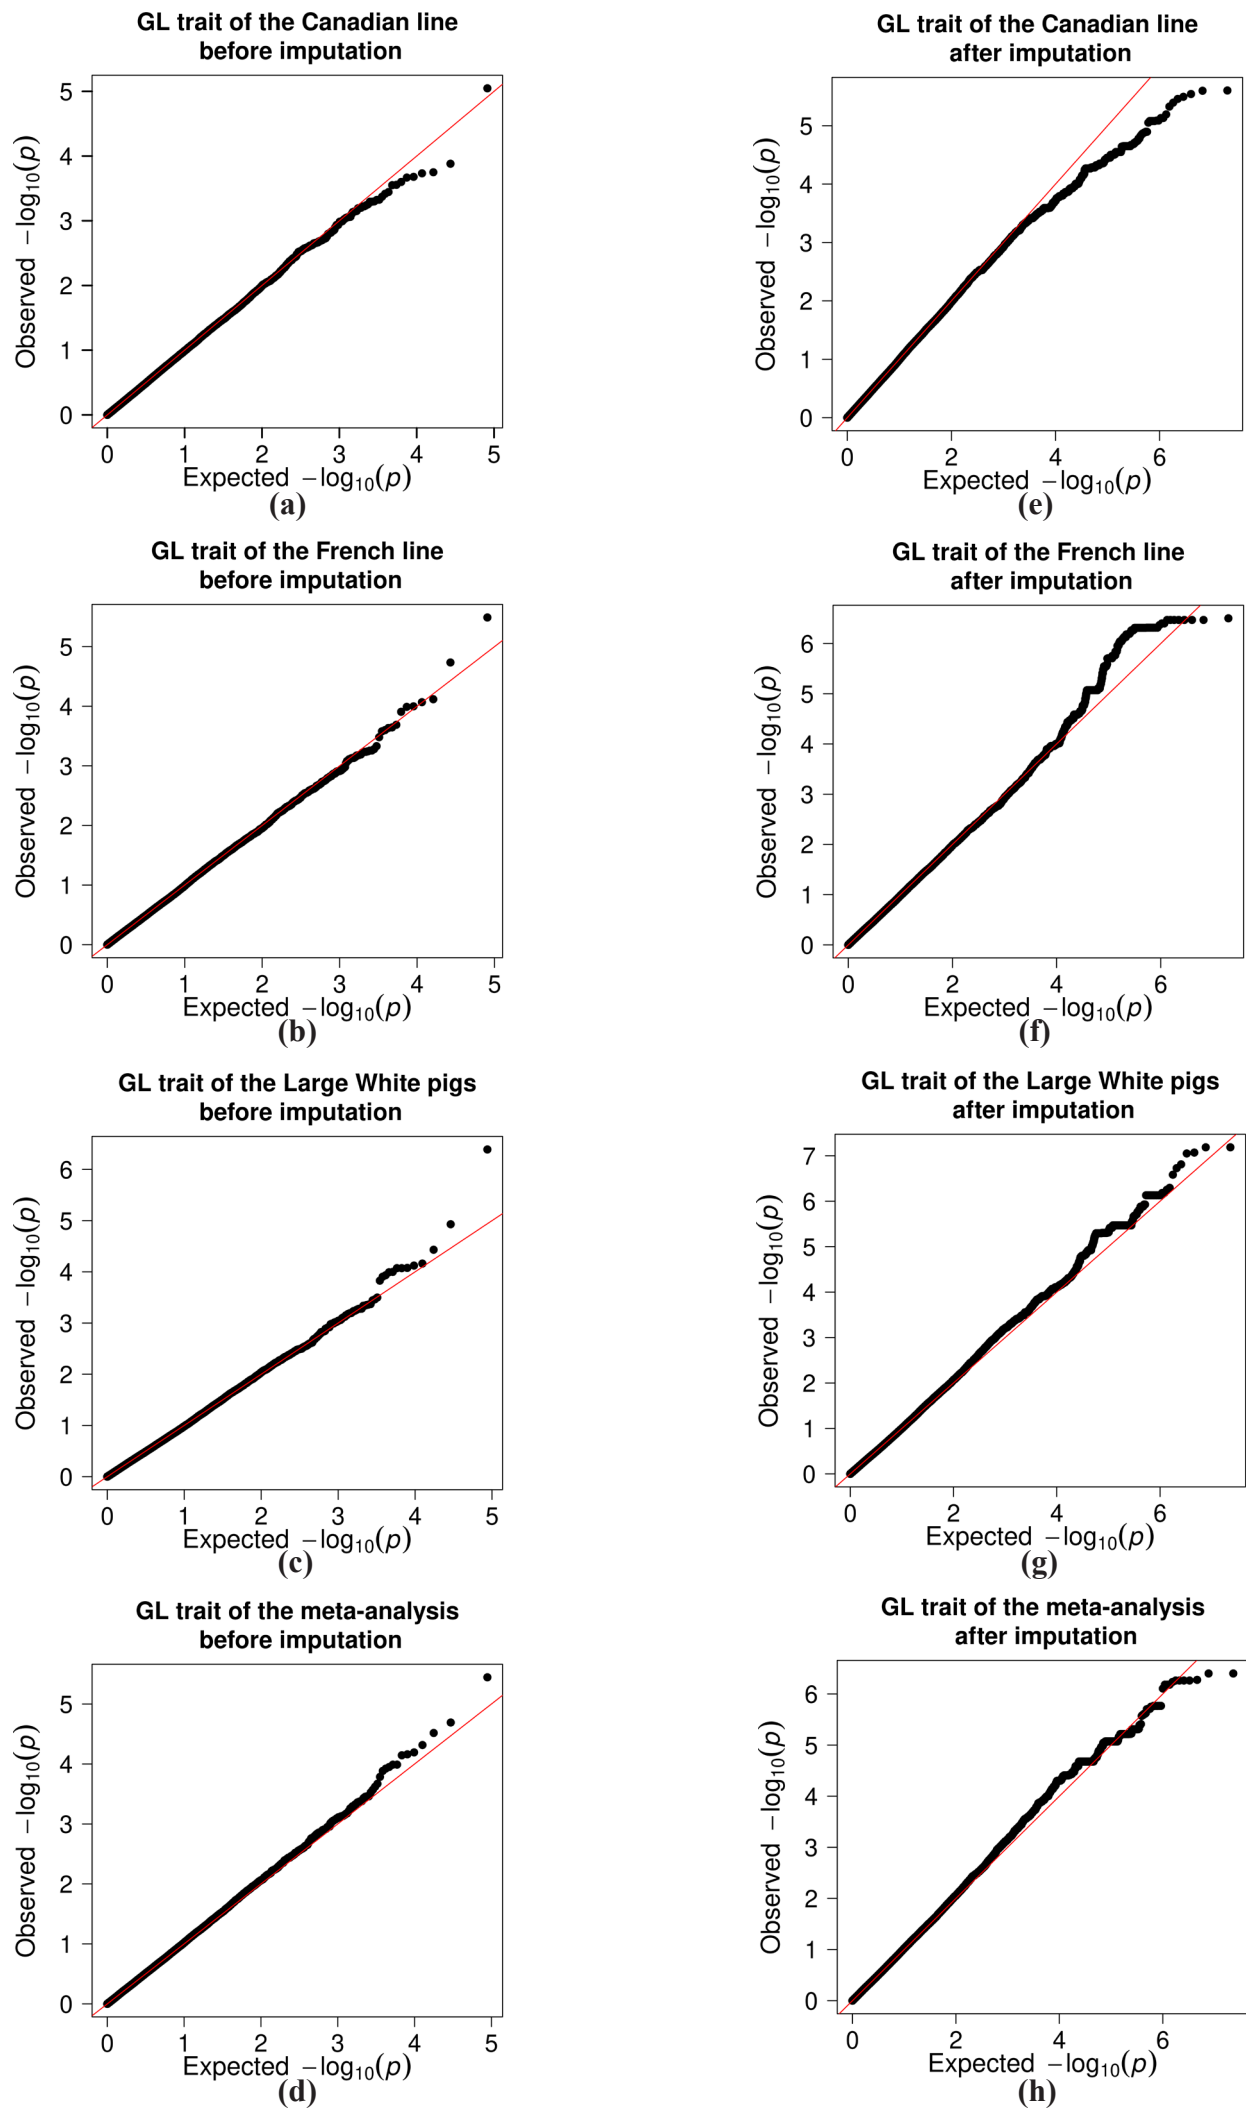 GL trait of the Canadian line
before imputation
Observed −log₁₀(p)
5
4
3
2
1
0
0 1 2 3 4 5
Expected −log₁₀(p)
(a)
GL trait of the Canadian line
after imputation
Observed −log₁₀(p)
5
4
3
2
1
0
0 2 4 6
Expected −log₁₀(p)
(e)
GL trait of the French line
before imputation
Observed −log₁₀(p)
5
4
3
2
1
0
0 1 2 3 4 5
Expected −log₁₀(p)
(b)
GL trait of the French line
after imputation
Observed −log₁₀(p)
6
5
4
3
2
1
0
0 2 4 6
Expected −log₁₀(p)
(f)
GL trait of the Large White pigs
before imputation
Observed −log₁₀(p)
6
5
4
3
2
1
0
0 1 2 3 4 5
Expected −log₁₀(p)
(c)
GL trait of the Large White pigs
after imputation
Observed −log₁₀(p)
7
6
5
4
3
2
1
0
0 2 4 6
Expected −log₁₀(p)
(g)
GL trait of the meta-analysis
before imputation
Observed −log₁₀(p)
5
4
3
2
1
0
0 1 2 3 4 5
Expected −log₁₀(p)
(d)
GL trait of the meta-analysis
after imputation
Observed −log₁₀(p)
6
5
4
3
2
1
0
0 2 4 6
Expected −log₁₀(p)
(h)